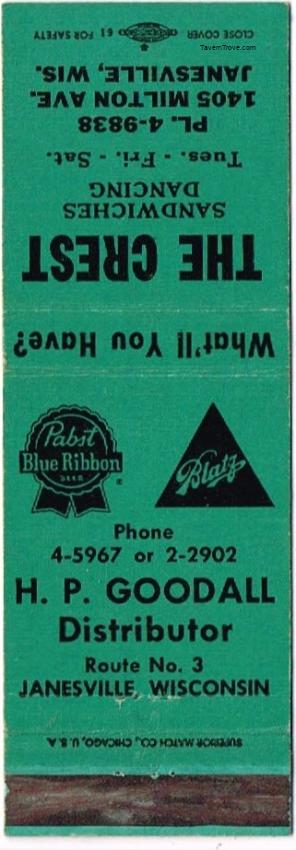 TavernTrove.com
CLOSE COVER 61 FOR SAFETY
THE CREST
SANDWICHES
DANCING
Tues. - Fri. - Sat.
PL. 4-9838
1405 MILTON AVE.
JANESVILLE, WIS.
What'll You Have?
Pabst
Blue Ribbon
BEER
®
Blatz
Phone
4-5967 or 2-2902
H. P. GOODALL
Distributor
Route No. 3
JANESVILLE, WISCONSIN
SUPERIOR MATCH CO., CHICAGO, U. S. A.